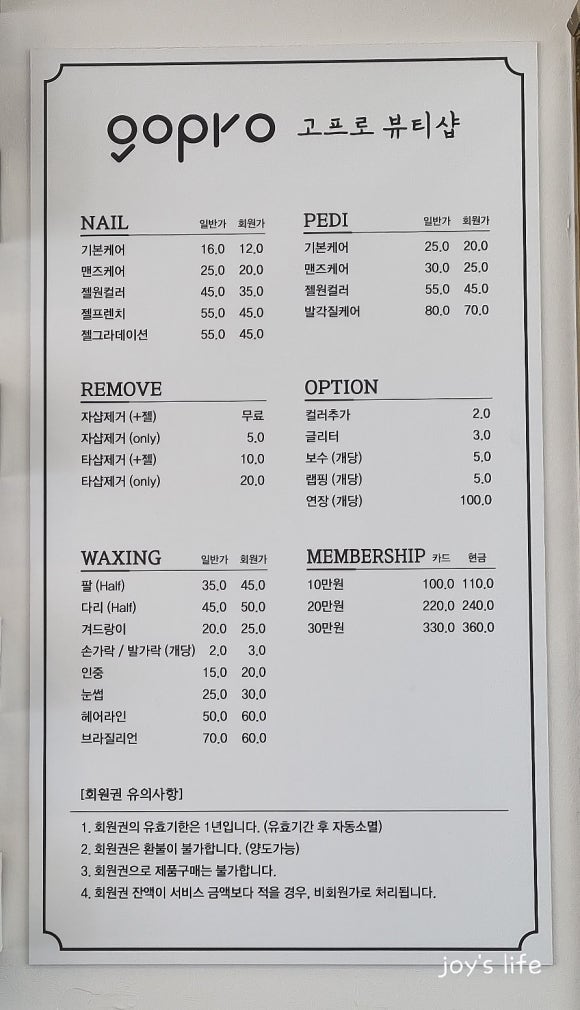 gopro 고프로 뷰티샵
NAIL 일반가 회원가
기본케어 16.0 12.0
맨즈케어 25.0 20.0
젤원컬러 45.0 35.0
젤프렌치 55.0 45.0
젤그라데이션 55.0 45.0
PEDI 일반가 회원가
기본케어 25.0 20.0
맨즈케어 30.0 25.0
젤원컬러 55.0 45.0
발각질케어 80.0 70.0
REMOVE
자샵제거 (+젤) 무료
자샵제거 (only) 5.0
타샵제거 (+젤) 10.0
타샵제거 (only) 20.0
OPTION
컬러추가 2.0
글리터 3.0
보수 (개당) 5.0
랩핑 (개당) 5.0
연장 (개당) 100.0
WAXING 일반가 회원가
팔 (Half) 35.0 45.0
다리 (Half) 45.0 50.0
겨드랑이 20.0 25.0
손가락 / 발가락 (개당) 2.0 3.0
인중 15.0 20.0
눈썹 25.0 30.0
헤어라인 50.0 60.0
브라질리언 70.0 60.0
MEMBERSHIP 카드 현금
10만원 100.0 110.0
20만원 220.0 240.0
30만원 330.0 360.0
[회원권 유의사항]
1. 회원권의 유효기한은 1년입니다. (유효기간 후 자동소멸)
2. 회원권은 환불이 불가합니다. (양도가능)
3. 회원권으로 제품구매는 불가합니다.
4. 회원권 잔액이 서비스 금액보다 적을 경우, 비회원가로 처리됩니다.
joy's life